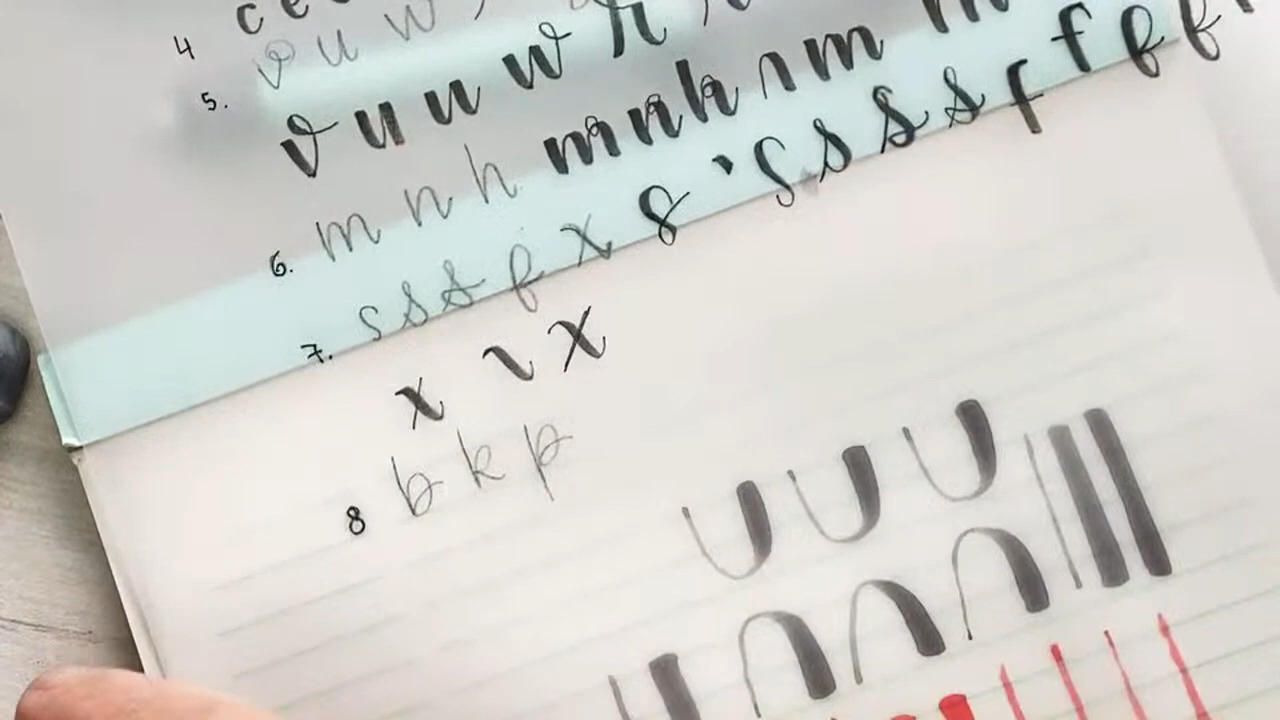 4 c e
v u w
5. v u u w
6. m n h m n h m
7. s s s f x 8 s s s s f f f f
x x
8 b k p